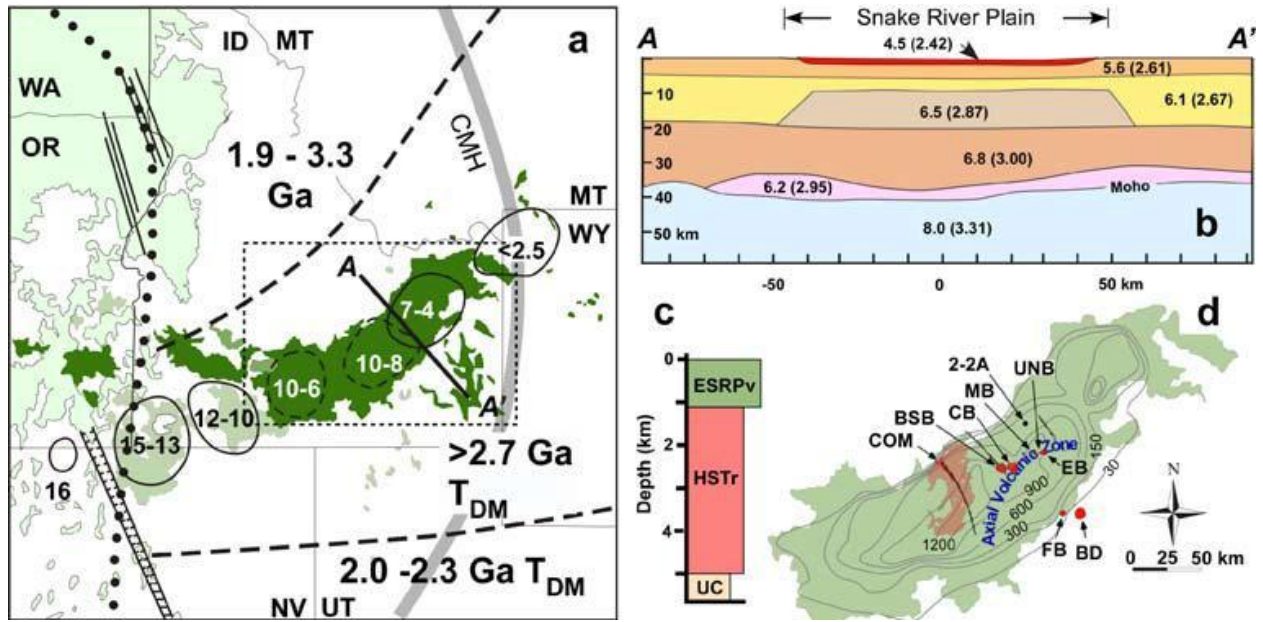 a
ID MT
WA
OR
1.9 - 3.3
Ga
CMH
MT
WY
<2.5
A
7-4
10-8
10-6
A'
12-10
15-13
16
>2.7 Ga
TDM
2.0 -2.3 Ga TDM
NV UT
Snake River Plain
A
A'
4.5 (2.42)
5.6 (2.61)
10
6.1 (2.67)
6.5 (2.87)
20
6.8 (3.00)
30
6.2 (2.95)
Moho
40
8.0 (3.31)
50 km
b
-50
0
50 km
c
0
ESRPv
2
HSTr
4
UC
Depth (km)
d
2-2A
UNB
MB
CB
BSB
COM
Axial Volcanic Zone
EB
150
30
900
600
300
1200
FB
BD
N
0 25 50 km